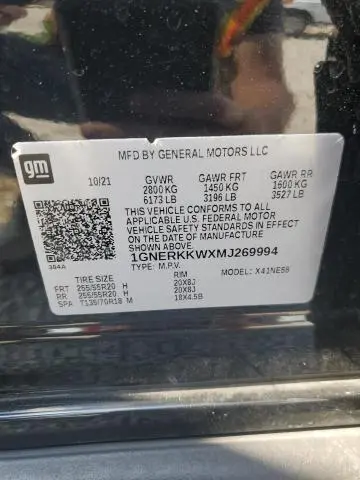 gm
MFD BY GENERAL MOTORS LLC
10/21 GVWR GAWR FRT GAWR RR
2800 KG 1450 KG 1600 KG
6173 LB 3196 LB 3527 LB
THIS VEHICLE CONFORMS TO ALL
APPLICABLE U.S. FEDERAL MOTOR
VEHICLE SAFETY STANDARDS IN EFFECT
ON THE DATE OF MANUFACTURE
SHOWN ABOVE.
1GNERKKWXMJ269994
TYPE: M.P.V. MODEL: X41NE56
384A
TIRE SIZE RIM
FRT 255/55R20 H 20X8J
RR 255/55R20 H 20X8J
SPA T135/70R18 M 18X4.5B